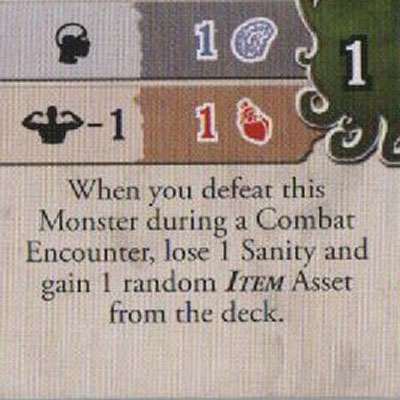 1
1
-1 1
When you defeat this
Monster during a Combat
Encounter, lose 1 Sanity and
gain 1 random ITEM Asset
from the deck.